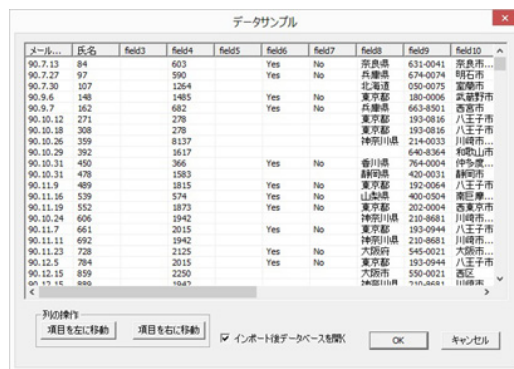 データサンプル
メール... 氏名 field3 field4 field5 field6 field7 field8 field9 field10
90.7.13 84 603 Yes No 奈良県 631-0041 奈良市...
90.7.27 97 590 Yes No 兵庫県 674-0074 明石市
90.7.30 107 1264 北海道 050-0075 室蘭市
90.9.6 148 1485 Yes No 東京都 180-0006 武蔵野市
90.9.7 162 682 Yes No 兵庫県 663-8501 西宮市
90.10.12 271 278 東京都 193-0816 八王子市
90.10.18 308 278 東京都 193-0816 八王子市
90.10.26 359 8137 神奈川県 214-0033 川崎市...
90.10.29 392 1617 640-8364 和歌山市
90.10.31 450 366 Yes No 香川県 764-0004 仲多度...
90.10.31 478 1583 静岡県 420-0031 静岡市
90.11.9 489 1815 Yes No 東京都 192-0064 八王子市
90.11.16 539 574 Yes No 山梨県 400-0504 南巨摩...
90.11.19 552 1873 Yes No 東京都 202-0004 西東京市
90.10.24 606 1942 神奈川県 210-8681 川崎市...
90.11.7 661 2015 Yes No 東京都 193-0944 八王子市
90.11.11 692 1942 神奈川県 210-8681 川崎市...
90.11.23 728 2125 Yes No 大阪府 545-0021 大阪市...
90.12.5 784 2015 Yes No 東京都 193-0944 八王子市
90.12.15 859 2250 大阪市 550-0021 西区
90.12.15 889 1942 神奈川県 210-8681 川崎市
列の操作
項目を左に移動 項目を右に移動 インポート後データベースを開く OK キャンセル